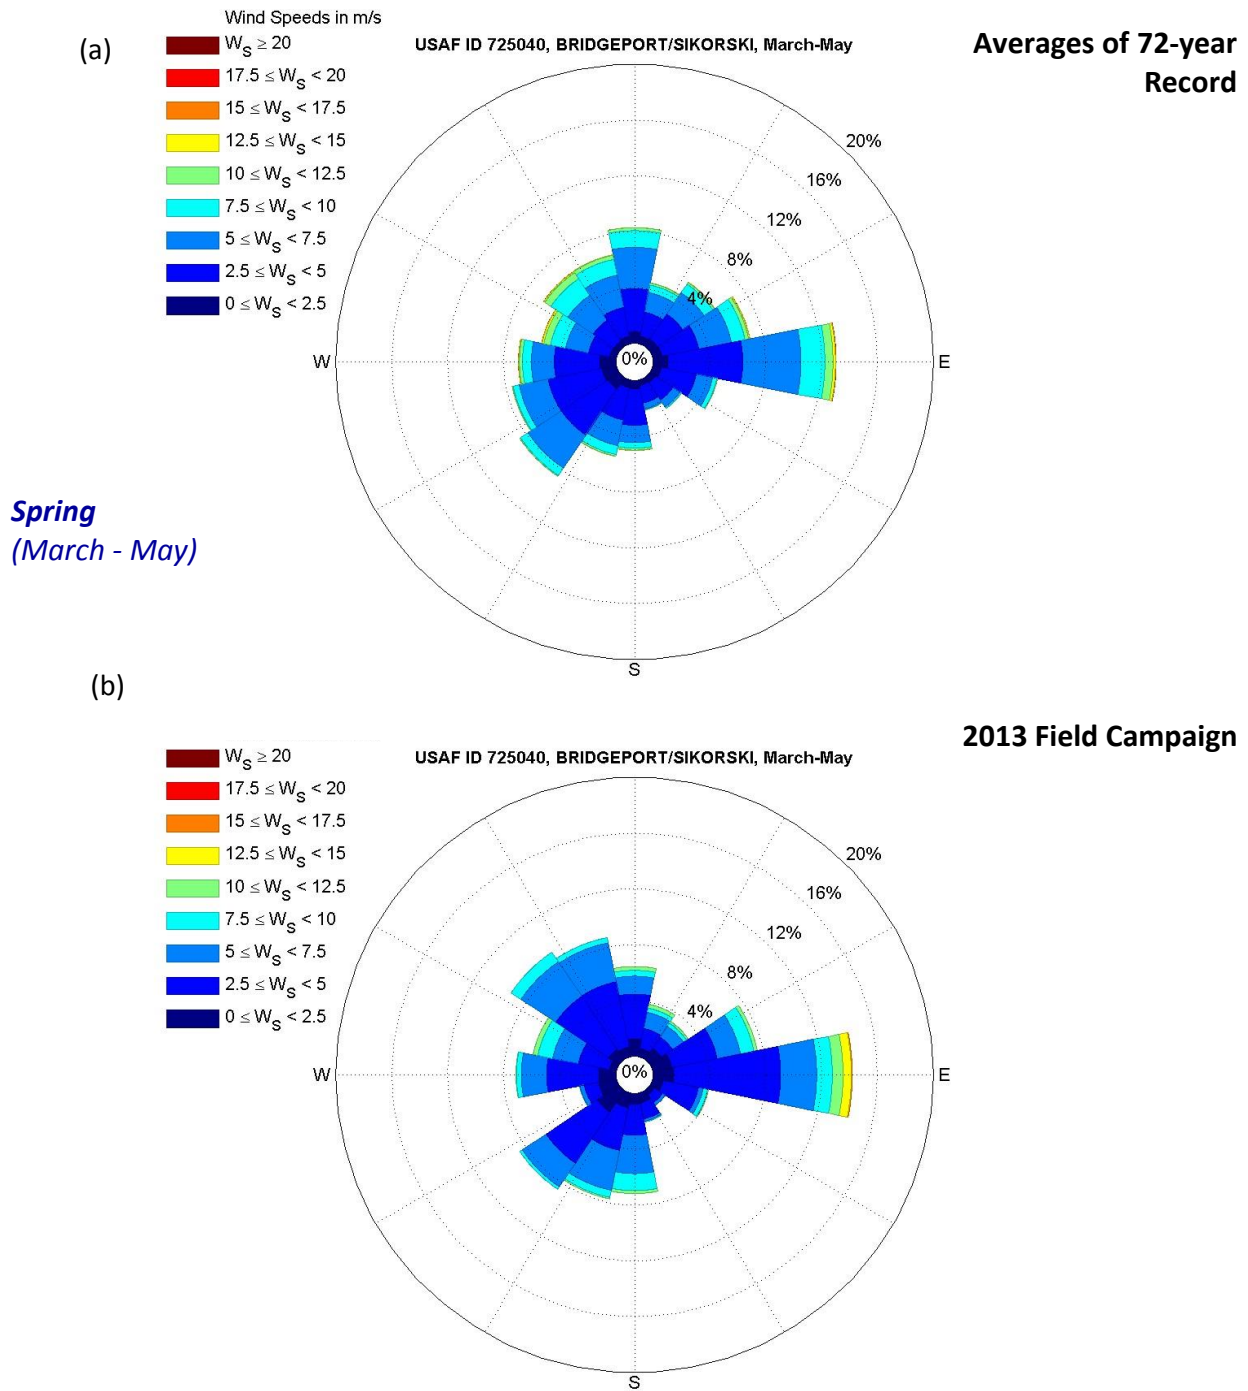 Wind Speeds in m/s
(a)
W_S ≥ 20
17.5 ≤ W_S < 20
15 ≤ W_S < 17.5
12.5 ≤ W_S < 15
10 ≤ W_S < 12.5
7.5 ≤ W_S < 10
5 ≤ W_S < 7.5
2.5 ≤ W_S < 5
0 ≤ W_S < 2.5
USAF ID 725040, BRIDGEPORT/SIKORSKI, March-May
Averages of 72-year
Record
20%
16%
12%
8%
4%
0%
W
E
S
Spring
(March - May)
(b)
2013 Field Campaign
W_S ≥ 20
17.5 ≤ W_S < 20
15 ≤ W_S < 17.5
12.5 ≤ W_S < 15
10 ≤ W_S < 12.5
7.5 ≤ W_S < 10
5 ≤ W_S < 7.5
2.5 ≤ W_S < 5
0 ≤ W_S < 2.5
USAF ID 725040, BRIDGEPORT/SIKORSKI, March-May
20%
16%
12%
8%
4%
0%
W
E
S